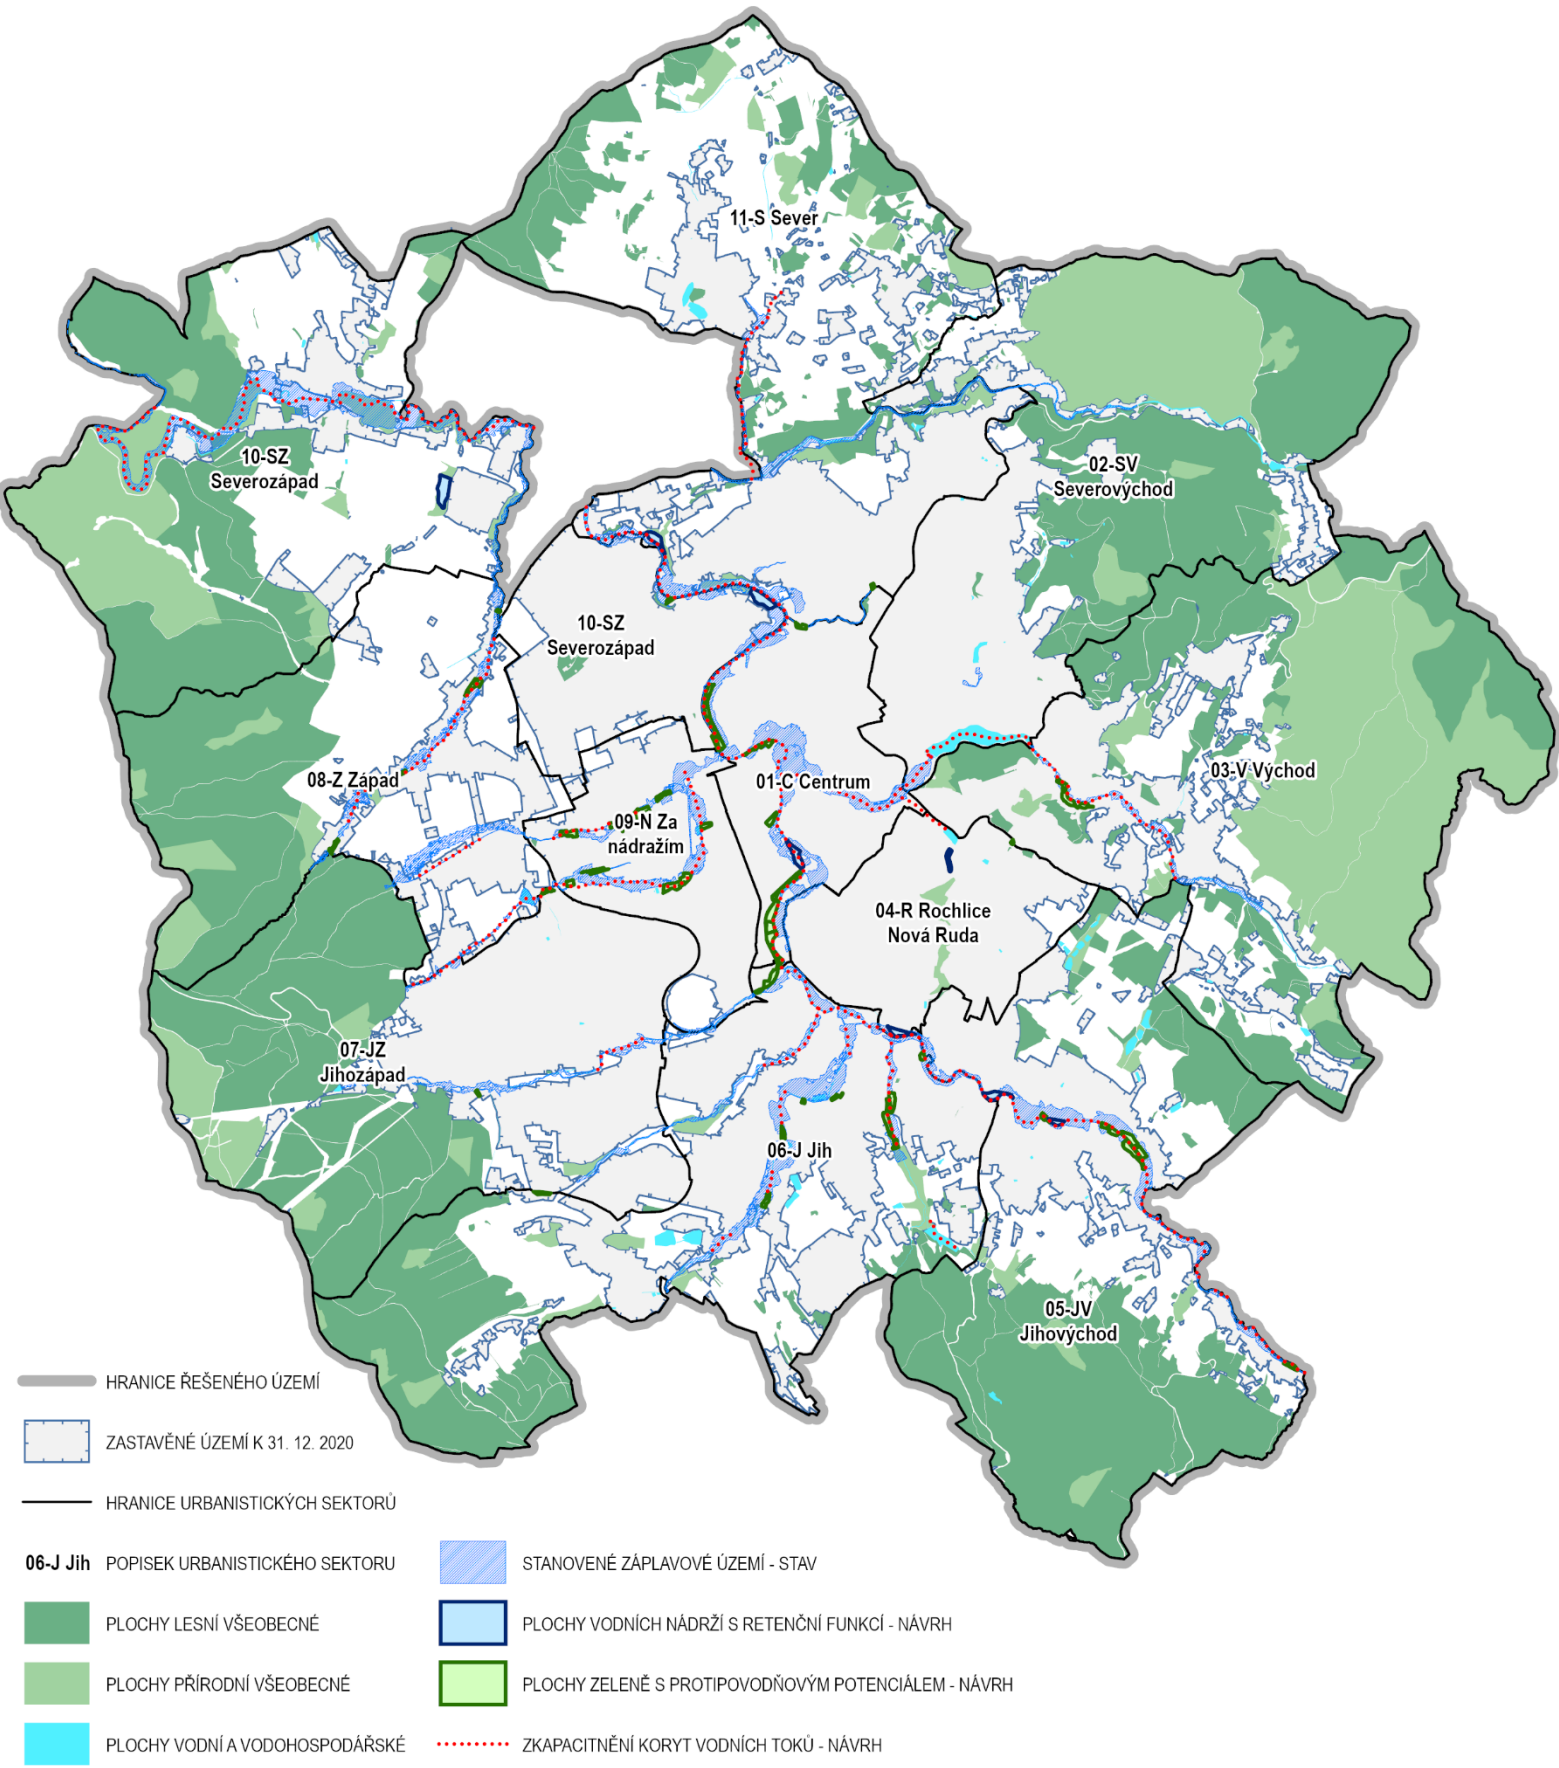 11-S Sever
10-SZ
Severozápad
02-SV
Severovýchod
10-SZ
Severozápad
08-Z Západ
01-C Centrum
03-V Východ
09-N Za
nádražím
04-R Rochlice
Nová Ruda
07-JZ
Jihozápad
06-J Jih
05-JV
Jihovýchod
HRANICE ŘEŠENÉHO ÚZEMÍ
ZASTAVĚNÉ ÚZEMÍ K 31. 12. 2020
HRANICE URBANISTICKÝCH SEKTORŮ
06-J Jih POPISEK URBANISTICKÉHO SEKTORU
STANOVENÉ ZÁPLAVOVÉ ÚZEMÍ - STAV
PLOCHY LESNÍ VŠEOBECNÉ
PLOCHY VODNÍCH NÁDRŽÍ S RETENČNÍ FUNKCÍ - NÁVRH
PLOCHY PŘÍRODNÍ VŠEOBECNÉ
PLOCHY ZELENĚ S PROTIPOVODŇOVÝM POTENCIÁLEM - NÁVRH
PLOCHY VODNÍ A VODOHOSPODÁŘSKÉ
ZKAPACITNĚNÍ KORYT VODNÍCH TOKŮ - NÁVRH